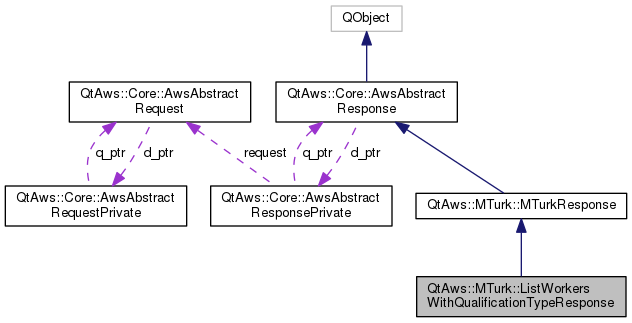 QObject
QtAws::Core::AwsAbstract
Request
QtAws::Core::AwsAbstract
Response
q_ptr
d_ptr
request
q_ptr
d_ptr
QtAws::Core::AwsAbstract
RequestPrivate
QtAws::Core::AwsAbstract
ResponsePrivate
QtAws::MTurk::MTurkResponse
QtAws::MTurk::ListWorkers
WithQualificationTypeResponse